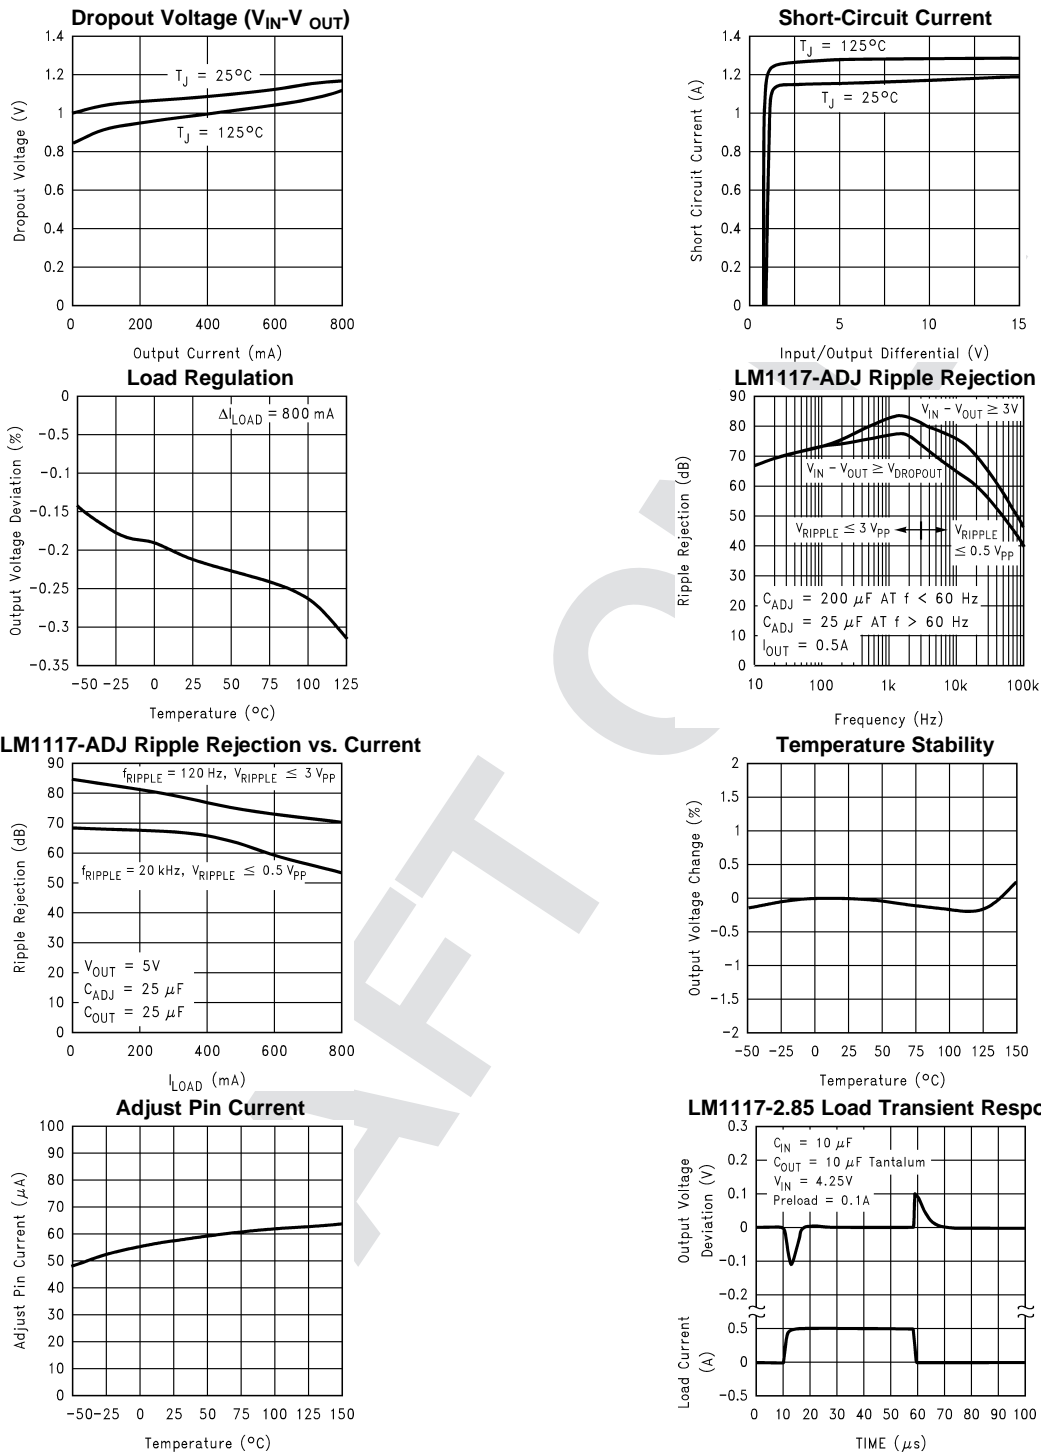 Dropout Voltage (VIN-V OUT)
1.4
1.2
1
0.8
0.6
0.4
0.2
0
Dropout Voltage (V)
TJ = 25°C
TJ = 125°C
0 200 400 600 800
Output Current (mA)
Short-Circuit Current
1.4
1.2
1
0.8
0.6
0.4
0.2
0
Short Circuit Current (A)
TJ = 125°C
TJ = 25°C
0 5 10 15
Input/Output Differential (V)
Load Regulation
0
-0.5
-0.1
-0.15
-0.2
-0.25
-0.3
-0.35
Output Voltage Deviation (%)
ΔILOAD = 800 mA
-50 -25 0 25 50 75 100 125
Temperature (°C)
LM1117-ADJ Ripple Rejection
90
80
70
60
50
40
30
20
10
0
Ripple Rejection (dB)
VIN - VOUT ≥ 3V
VIN - VOUT ≥ VDROPOUT
VRIPPLE ≤ 3 VPP
VRIPPLE
≤ 0.5 VPP
CADJ = 200 μF AT f < 60 Hz
CADJ = 25 μF AT f > 60 Hz
IOUT = 0.5A
10 100 1k 10k 100k
Frequency (Hz)
LM1117-ADJ Ripple Rejection vs. Current
90
80
70
60
50
40
30
20
10
0
Ripple Rejection (dB)
fRIPPLE = 120 Hz, VRIPPLE ≤ 3 VPP
fRIPPLE = 20 kHz, VRIPPLE ≤ 0.5 VPP
VOUT = 5V
CADJ = 25 μF
COUT = 25 μF
0 200 400 600 800
ILOAD (mA)
Temperature Stability
2
1.5
1
0.5
0
-0.5
-1
-1.5
-2
Output Voltage Change (%)
-50 -25 0 25 50 75 100 125 150
Temperature (°C)
Adjust Pin Current
100
90
80
70
60
50
40
30
20
10
0
Adjust Pin Current (μA)
-50-25 0 25 50 75 100 125 150
Temperature (°C)
LM1117-2.85 Load Transient Respo
0.3
0.2
0.1
0
-0.1
-0.2
Output Voltage
Deviation (V)
CIN = 10 μF
COUT = 10 μF Tantalum
VIN = 4.25V
Preload = 0.1A
0.5
0
-0.5
Load Current
(A)
0 10 20 30 40 50 60 70 80 90 100
TIME (μs)